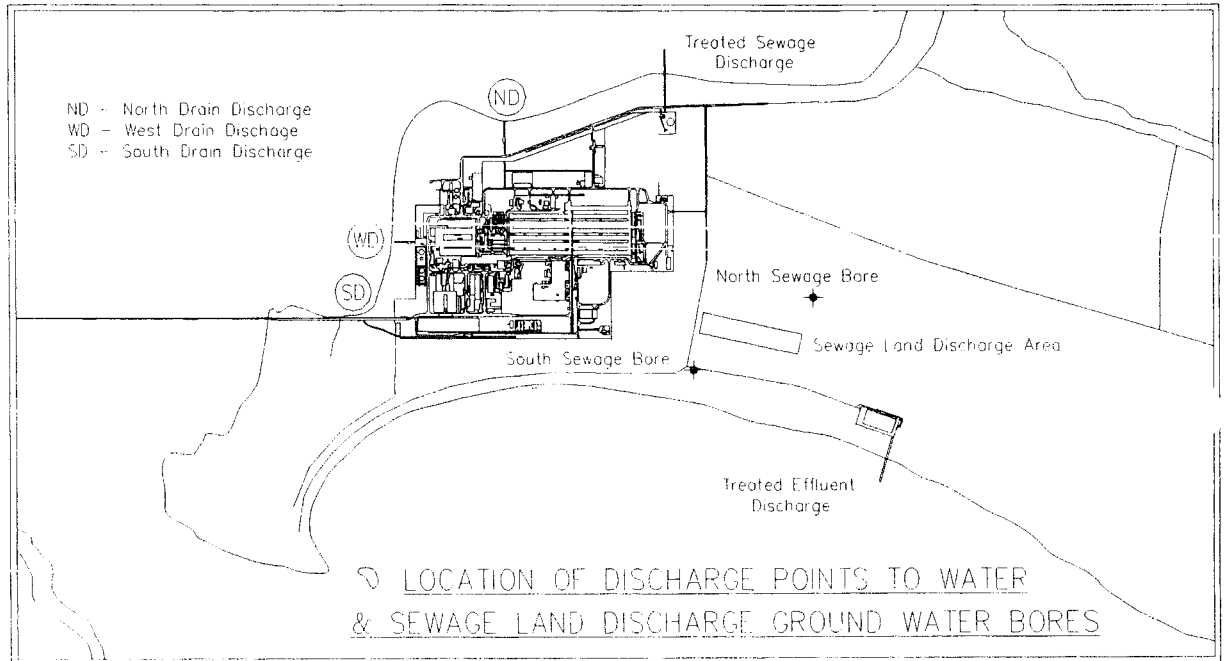 Treated Sewage
Discharge
ND - North Drain Discharge
WD - West Drain Dischage
SD - South Drain Discharge
ND
WD
SD
North Sewage Bore
Sewage Land Discharge Area
South Sewage Bore
Treated Effluent
Discharge
LOCATION OF DISCHARGE POINTS TO WATER
& SEWAGE LAND DISCHARGE GROUND WATER BORES